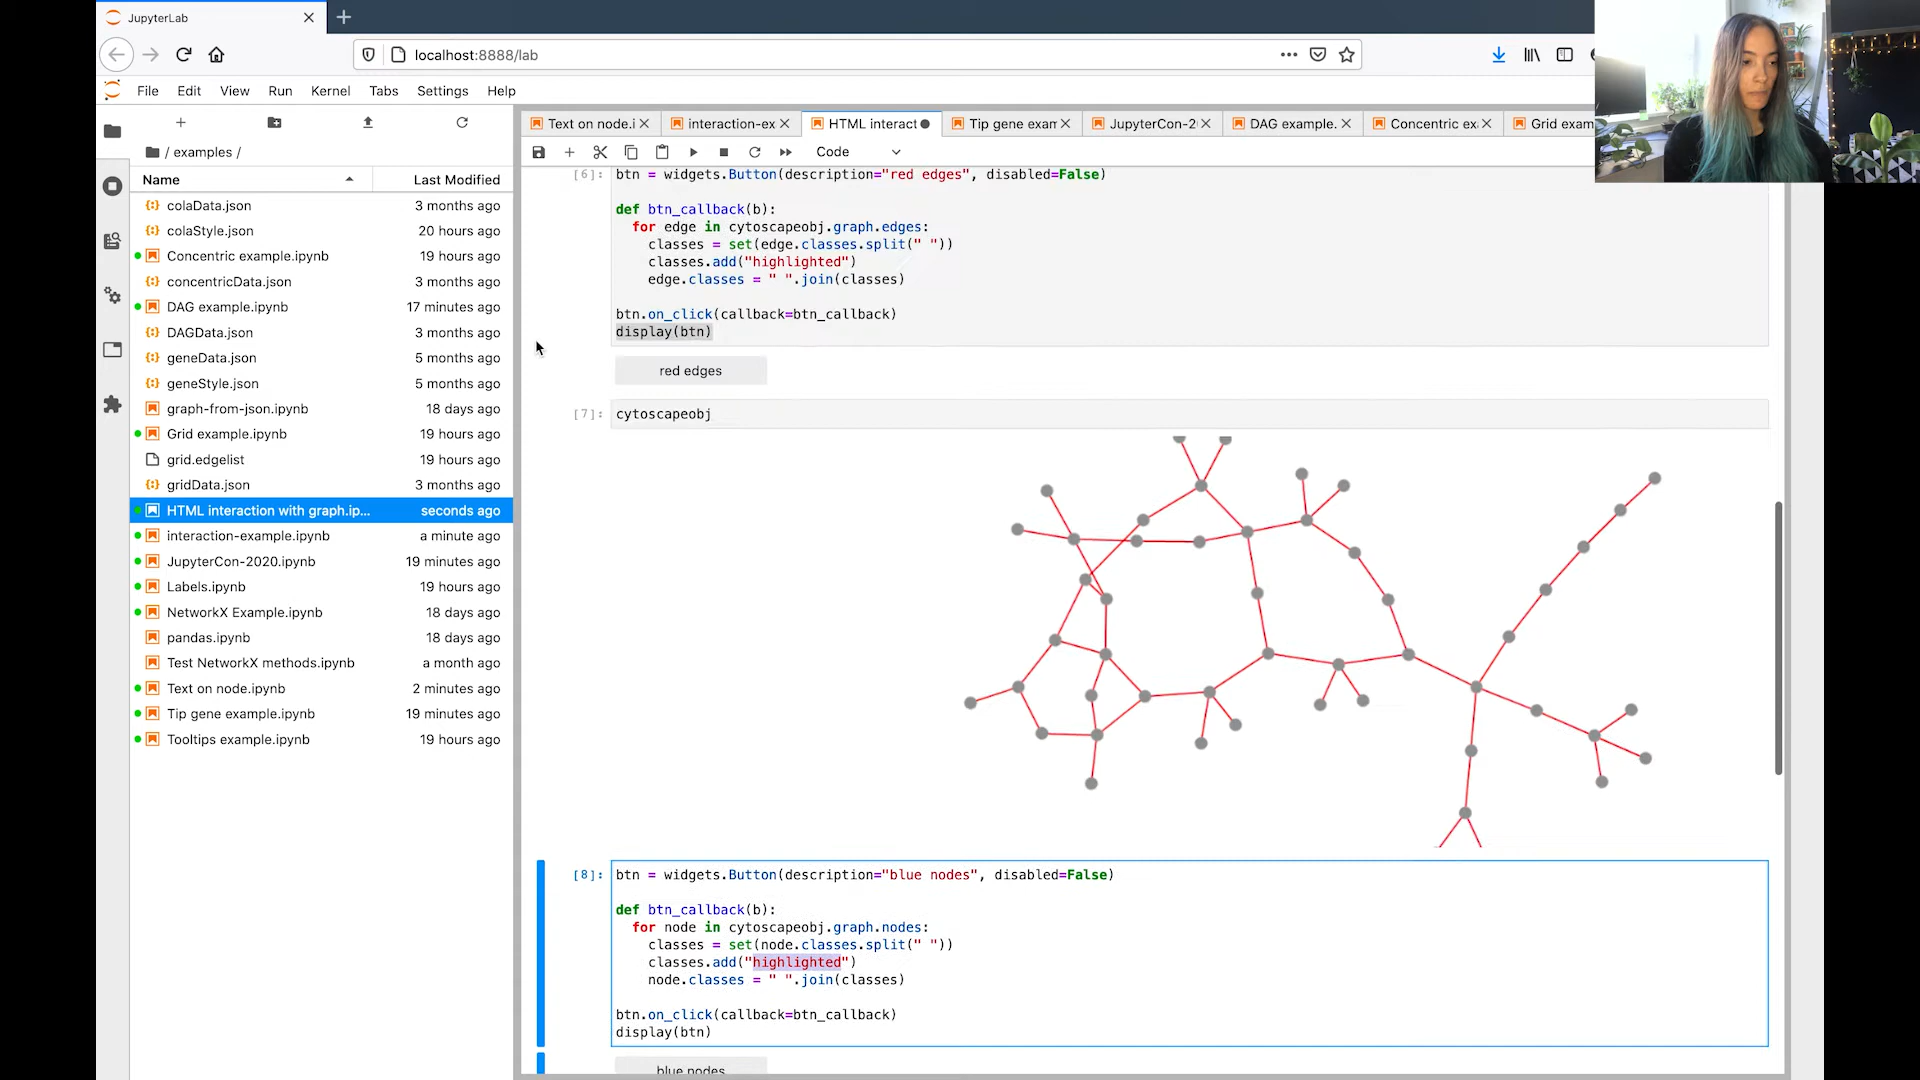 JupyterLab
localhost:8888/lab
File Edit View Run Kernel Tabs Settings Help
/ examples /
Name Last Modified
colaData.json 3 months ago
colaStyle.json 20 hours ago
Concentric example.ipynb 19 hours ago
concentricData.json 3 months ago
DAG example.ipynb 17 minutes ago
DAGData.json 3 months ago
geneData.json 5 months ago
geneStyle.json 5 months ago
graph-from-json.ipynb 18 days ago
Grid example.ipynb 19 hours ago
grid.edgelist 19 hours ago
gridData.json 3 months ago
HTML interaction with graph.ip... seconds ago
interaction-example.ipynb a minute ago
JupyterCon-2020.ipynb 19 minutes ago
Labels.ipynb 19 hours ago
NetworkX Example.ipynb 18 days ago
pandas.ipynb 18 days ago
Test NetworkX methods.ipynb a month ago
Text on node.ipynb 2 minutes ago
Tip gene example.ipynb 19 minutes ago
Tooltips example.ipynb 19 hours ago
Text on node.i interaction-ex HTML interact Tip gene exam JupyterCon-2 DAG example. Concentric ex Grid exam
Code
[6]: btn = widgets.Button(description="red edges", disabled=False)
def btn_callback(b):
for edge in cytoscapeobj.graph.edges:
classes = set(edge.classes.split(" "))
classes.add("highlighted")
edge.classes = " ".join(classes)
btn.on_click(callback=btn_callback)
display(btn)
red edges
[7]: cytoscapeobj
[8]: btn = widgets.Button(description="blue nodes", disabled=False)
def btn_callback(b):
for node in cytoscapeobj.graph.nodes:
classes = set(node.classes.split(" "))
classes.add("highlighted")
node.classes = " ".join(classes)
btn.on_click(callback=btn_callback)
display(btn)
blue nodes